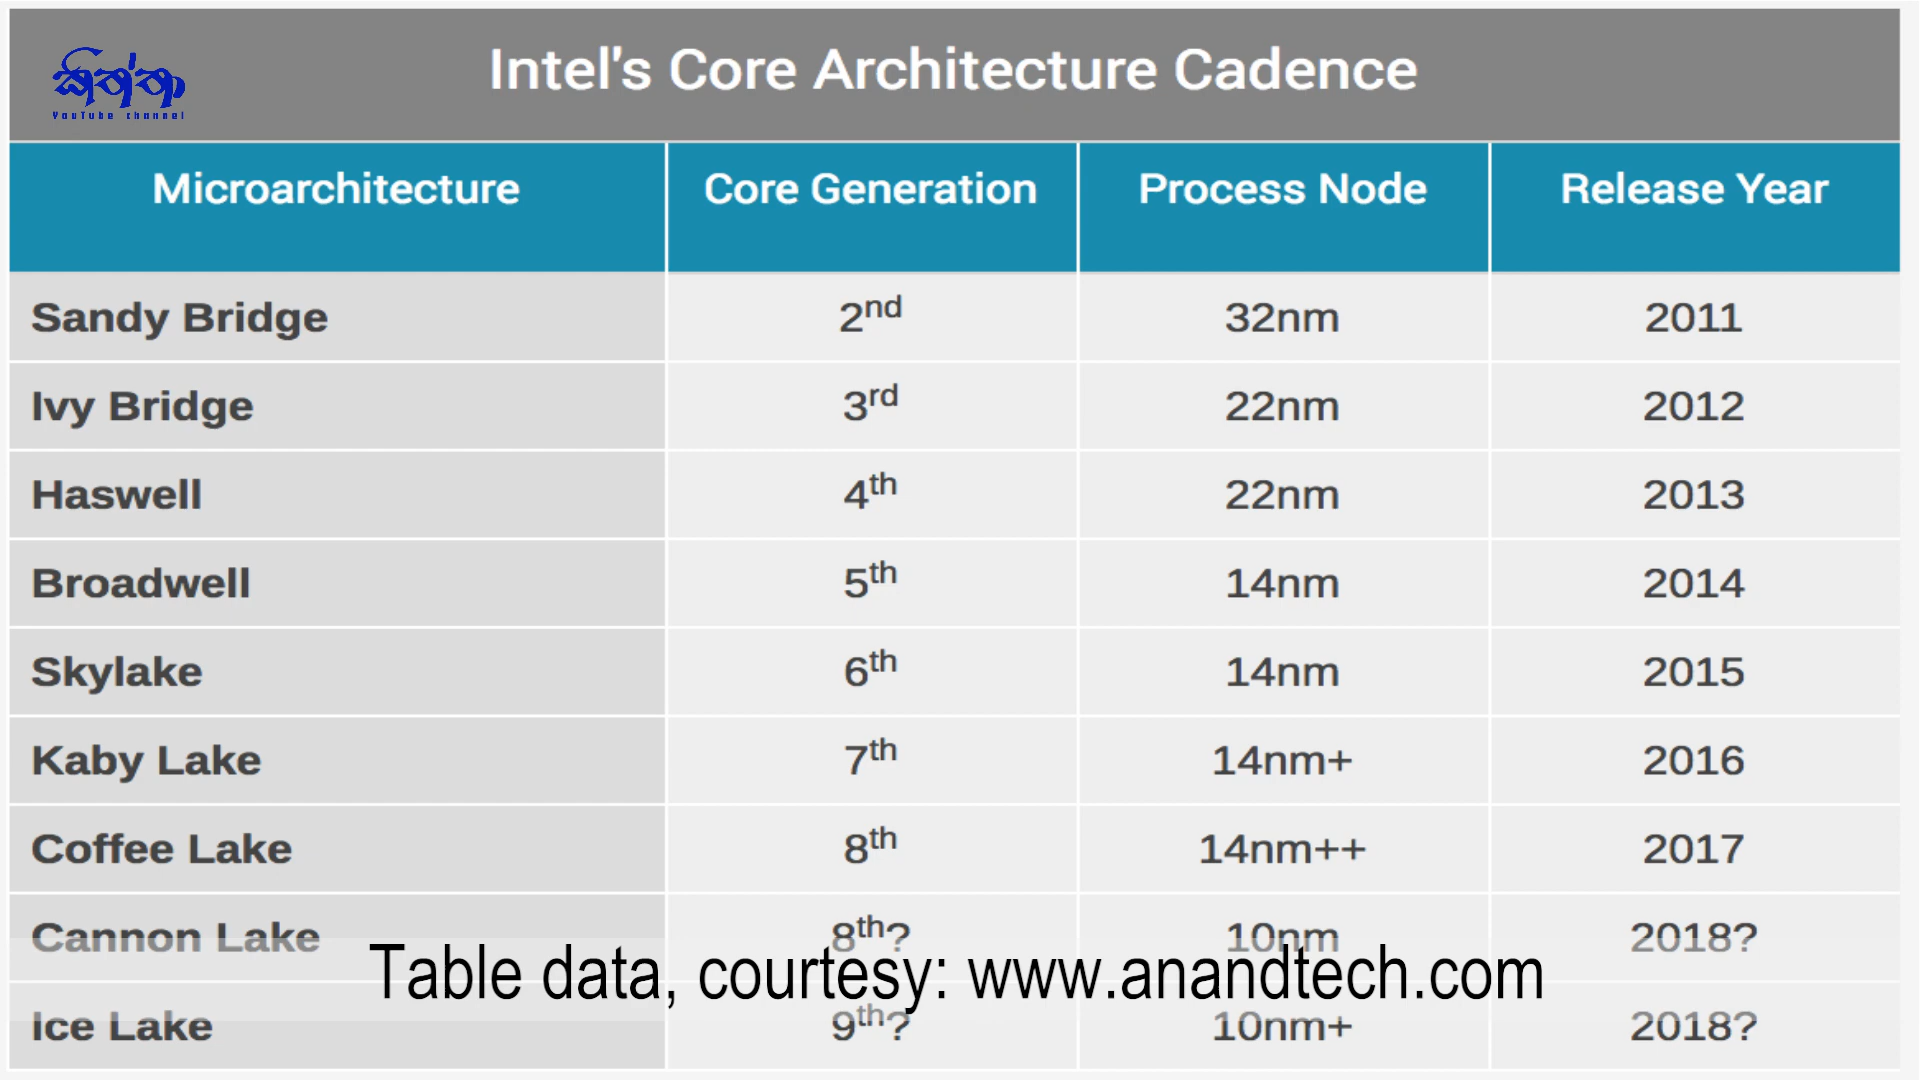 කිත්ක
YouTube channel
Intel's Core Architecture Cadence
Microarchitecture Core Generation Process Node Release Year
Sandy Bridge 2nd 32nm 2011
Ivy Bridge 3rd 22nm 2012
Haswell 4th 22nm 2013
Broadwell 5th 14nm 2014
Skylake 6th 14nm 2015
Kaby Lake 7th 14nm+ 2016
Coffee Lake 8th 14nm++ 2017
Cannon Lake 8th? 10nm 2018?
Table data, courtesy: www.anandtech.com
Ice Lake 9th? 10nm+ 2018?